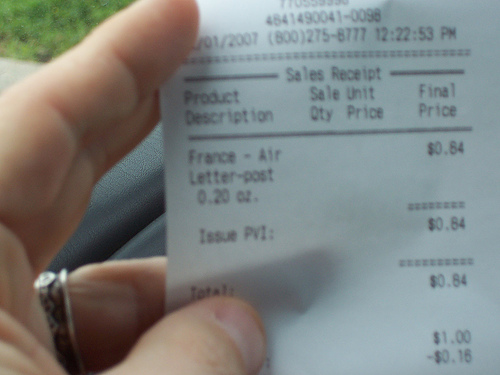 4841490041-0098
/01/2007 (800)275-8777 12:22:53 PM
Sales Receipt
Product Sale Unit Final
Description Qty Price Price
France - Air $0.84
Letter-post
0.20 oz.
========
Issue PVI: $0.84
==========
Total: $0.84
$1.00
-$0.16